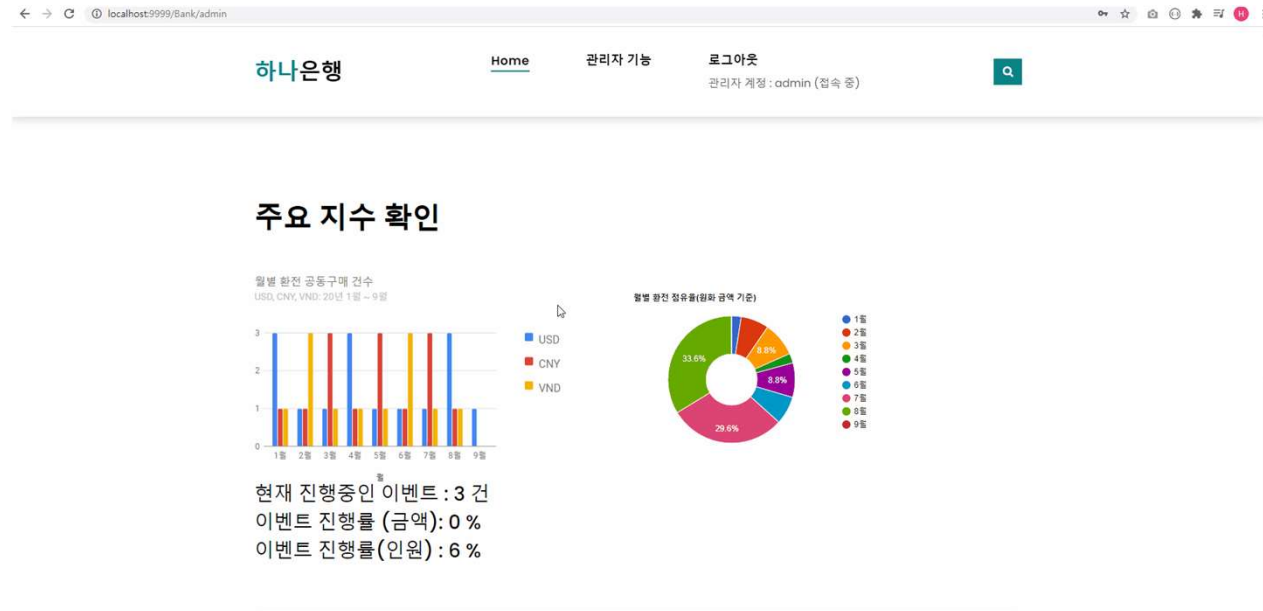 localhost:9999/Bank/admin
H
하나은행
Home
관리자 기능
로그아웃
관리자 계정 : admin (접속 중)
주요 지수 확인
월별 환전 공동구매 건수
USD, CNY, VND: 20년 1월 ~ 9월
3
2
1
0
1월 2월 3월 4월 5월 6월 7월 8월 9월
월
USD
CNY
VND
월별 환전 점유율(원화 금액 기준)
33.6%
8.8%
8.8%
29.6%
1월
2월
3월
4월
5월
6월
7월
8월
9월
현재 진행중인 이벤트 : 3 건
이벤트 진행률 (금액): 0 %
이벤트 진행률(인원) : 6 %